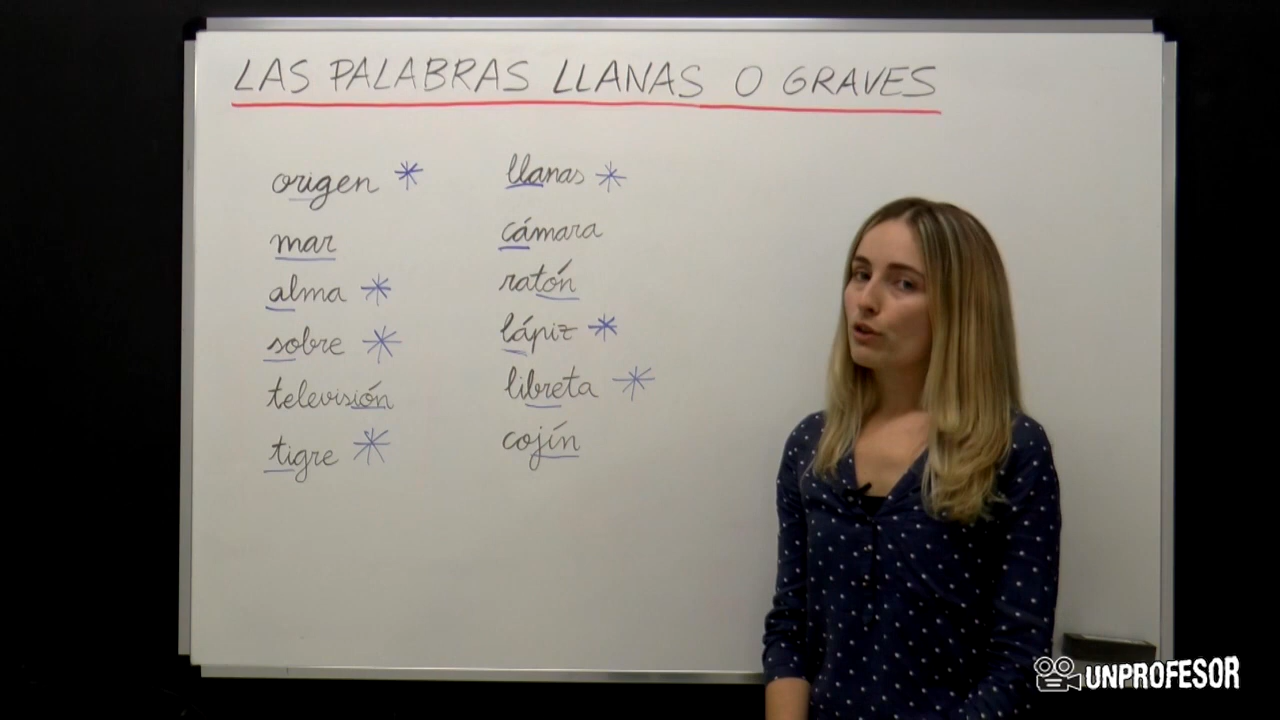 LAS PALABRAS LLANAS O GRAVES
origen *
mar
alma *
sobre *
televisión
tigre *
llanas *
cámara
ratón
lápiz *
libreta *
cojín
UNPROFESOR